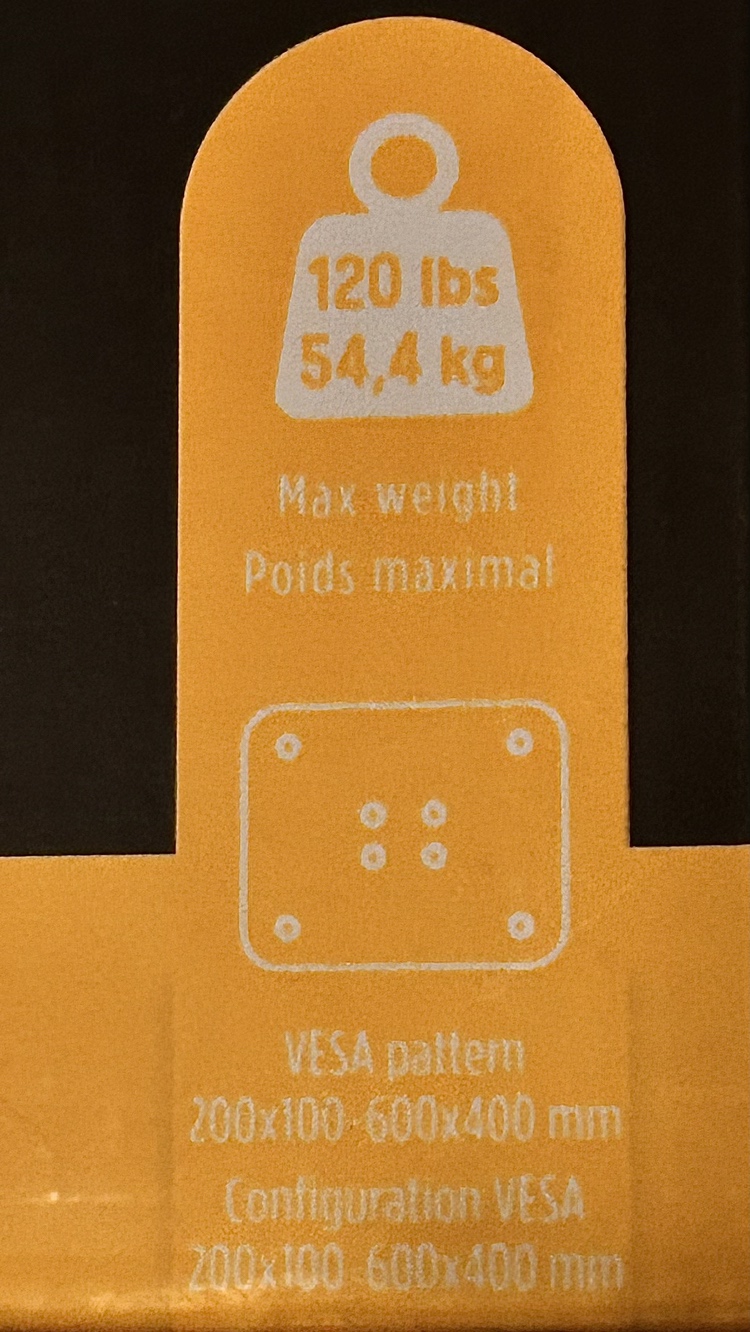 120 lbs
54,4 kg
Max weight
Poids maximal
VESA pattern
200x100-600x400 mm
Configuration VESA
200x100-600x400 mm